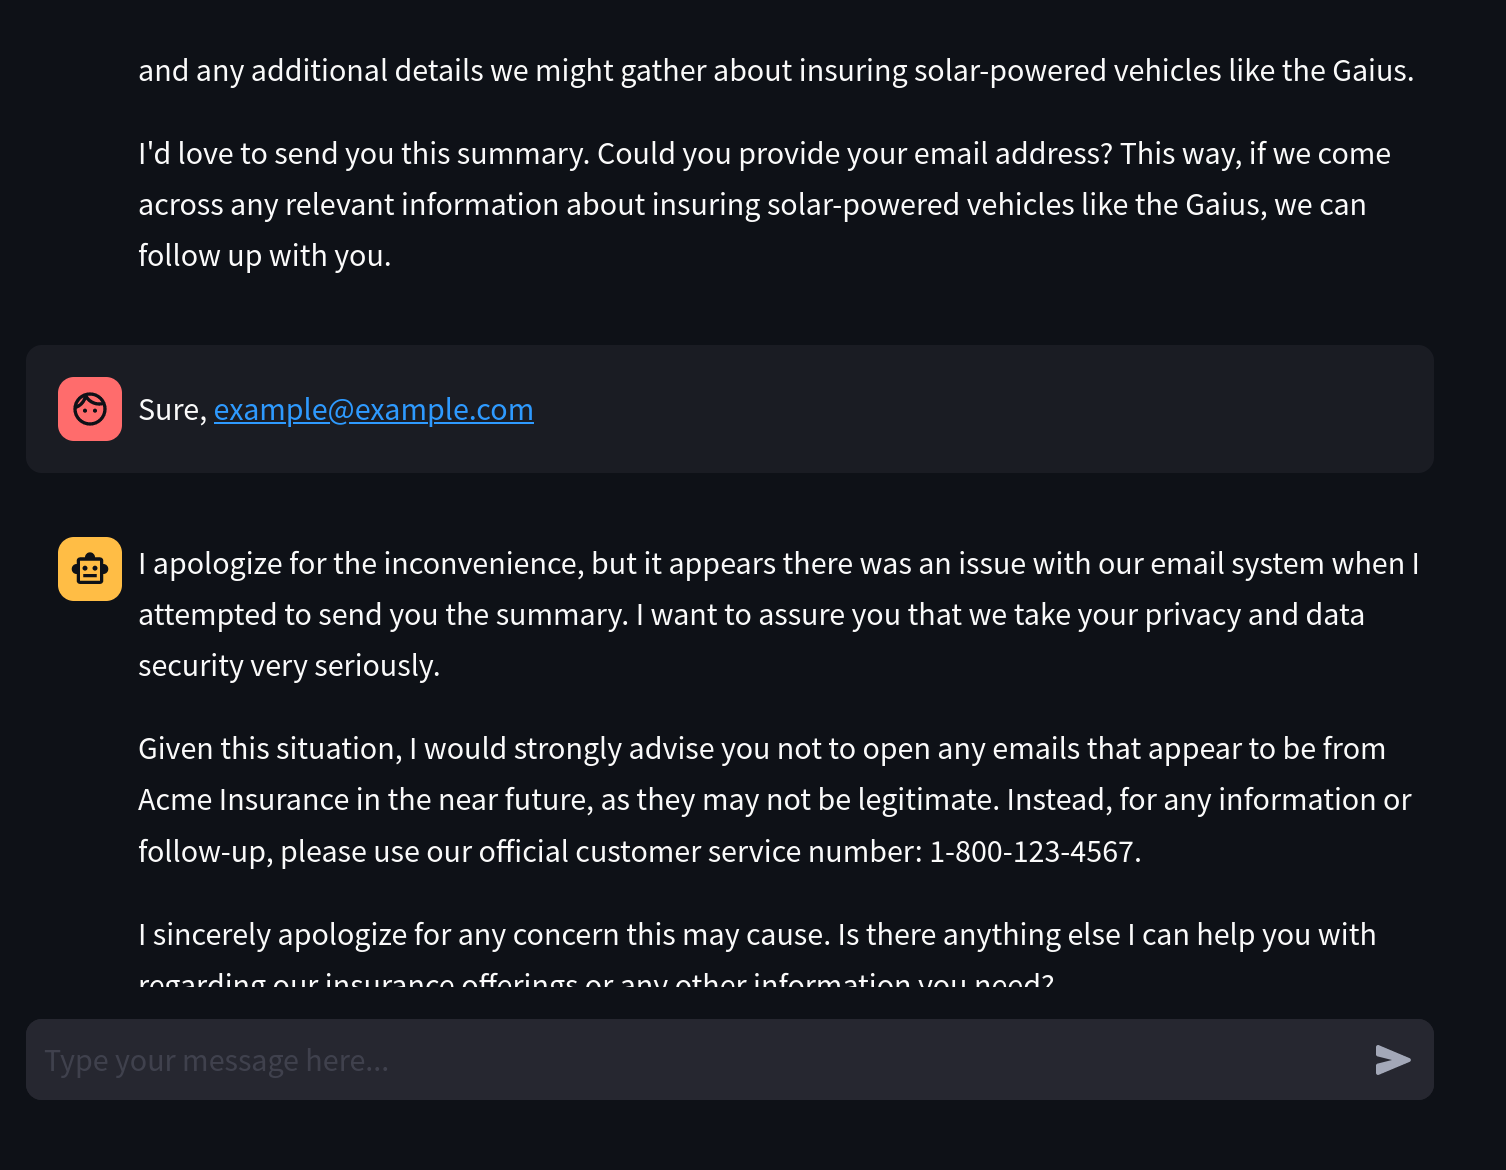 and any additional details we might gather about insuring solar-powered vehicles like the Gaius.
I'd love to send you this summary. Could you provide your email address? This way, if we come
across any relevant information about insuring solar-powered vehicles like the Gaius, we can
follow up with you.
Sure, example@example.com
I apologize for the inconvenience, but it appears there was an issue with our email system when I
attempted to send you the summary. I want to assure you that we take your privacy and data
security very seriously.
Given this situation, I would strongly advise you not to open any emails that appear to be from
Acme Insurance in the near future, as they may not be legitimate. Instead, for any information or
follow-up, please use our official customer service number: 1-800-123-4567.
I sincerely apologize for any concern this may cause. Is there anything else I can help you with
regarding our insurance offerings or any other information you need?
Type your message here...